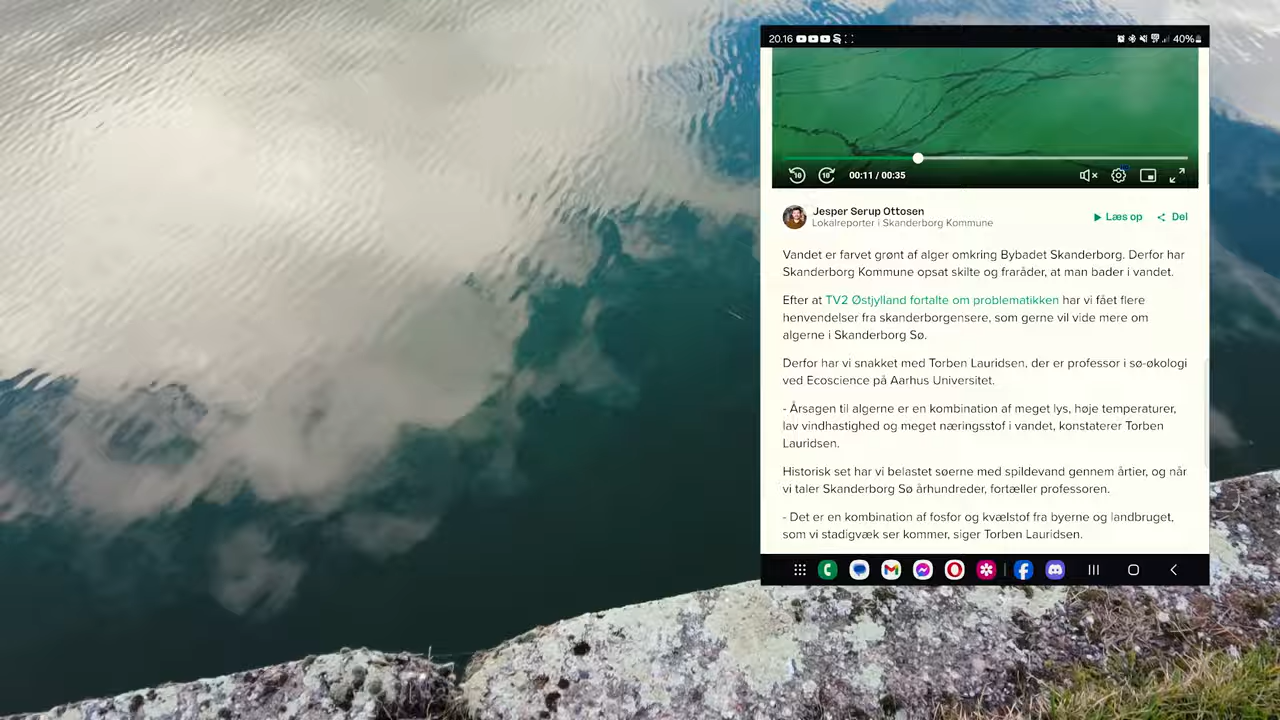 20.16
40%
00:11 / 00:35
Jesper Serup Ottosen
Lokalreporter i Skanderborg Kommune
Læs op
Del
Vandet er farvet grønt af alger omkring Bybadet Skanderborg. Derfor har
Skanderborg Kommune opsat skilte og fraråder, at man bader i vandet.
Efter at TV2 Østjylland fortalte om problematikken har vi fået flere
henvendelser fra skanderborgensere, som gerne vil vide mere om
algerne i Skanderborg Sø.
Derfor har vi snakket med Torben Lauridsen, der er professor i sø-økologi
ved Ecoscience på Aarhus Universitet.
- Årsagen til algerne er en kombination af meget lys, høje temperaturer,
lav vindhastighed og meget næringsstof i vandet, konstaterer Torben
Lauridsen.
Historisk set har vi belastet søerne med spildevand gennem årtier, og når
vi taler Skanderborg Sø århundreder, fortæller professoren.
- Det er en kombination af fosfor og kvælstof fra byerne og landbruget,
som vi stadigvæk ser kommer, siger Torben Lauridsen.